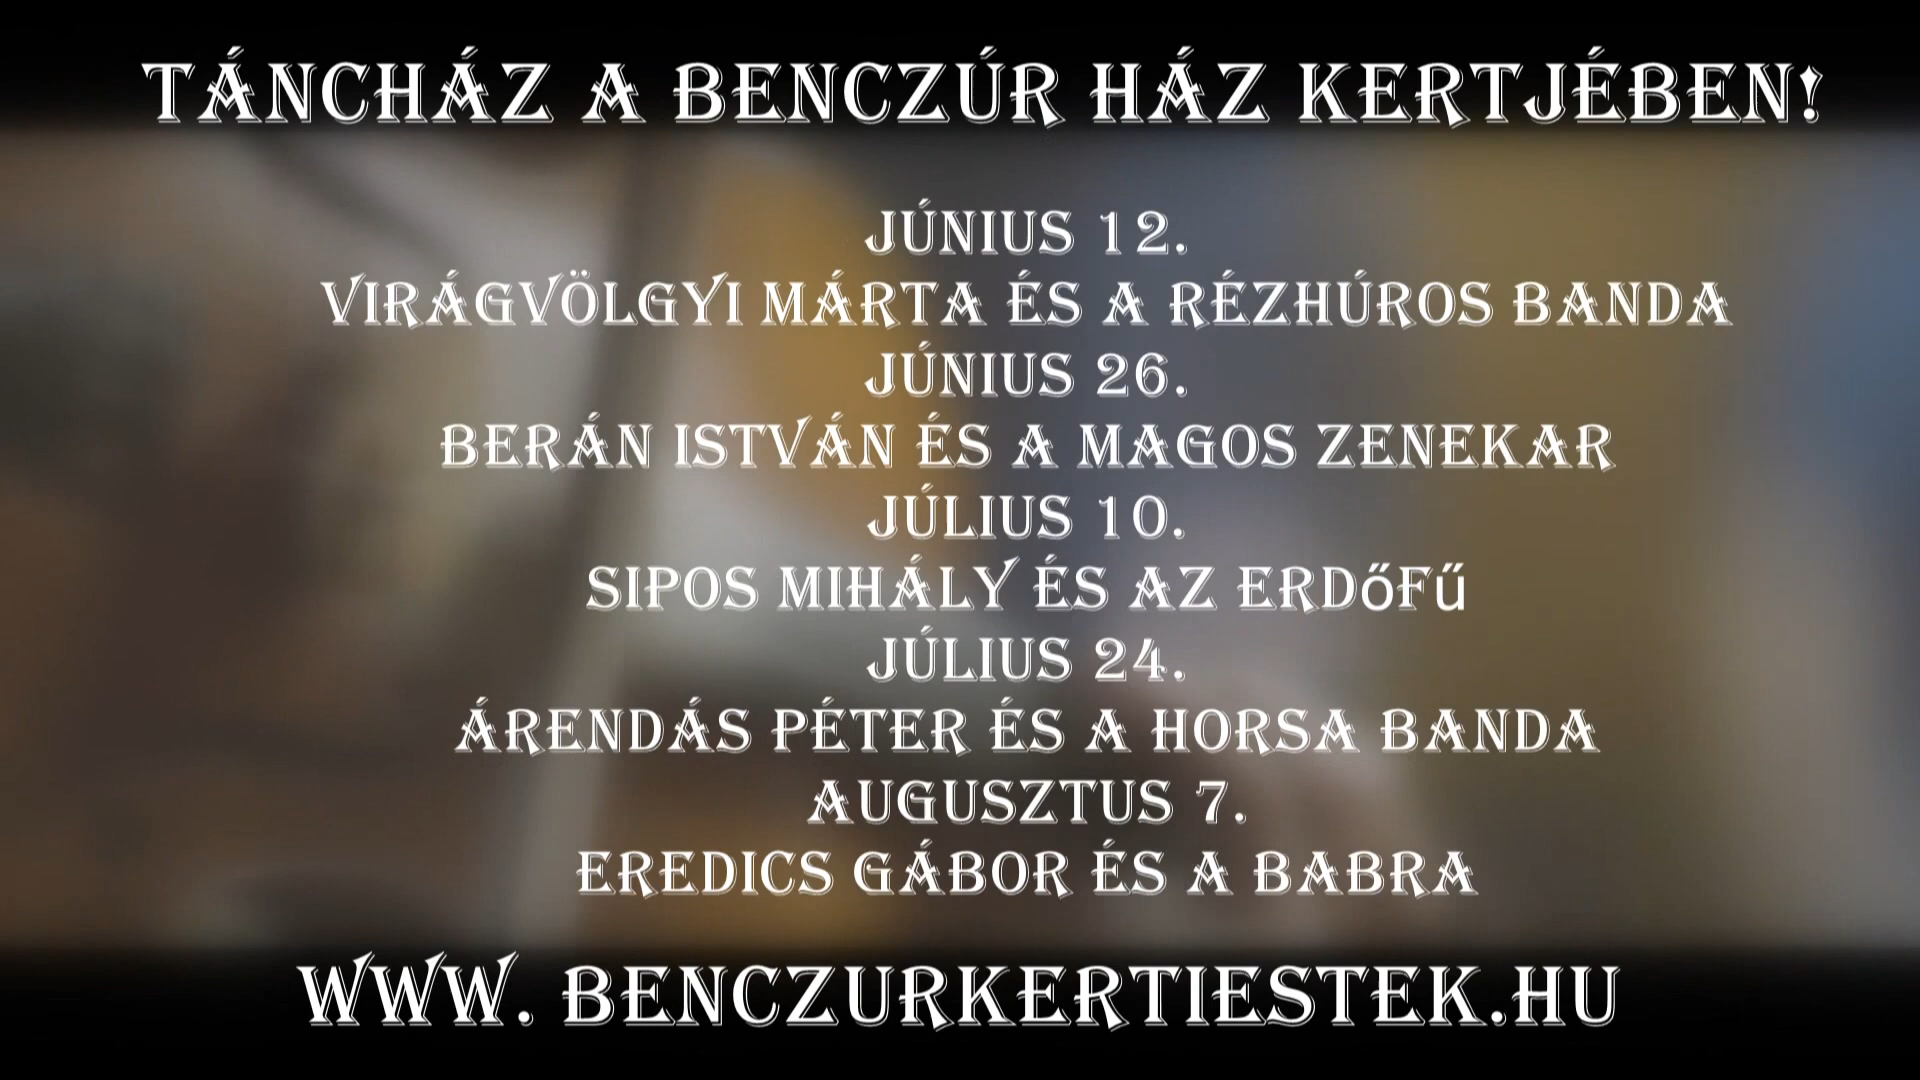 TÁNCHÁZ A BENCZÚR HÁZ KERTJÉBEN!
JÚNIUS 12.
VIRÁGVÖLGYI MÁRTA ÉS A RÉZHÚROS BANDA
JÚNIUS 26.
BERÁN ISTVÁN ÉS A MAGOS ZENEKAR
JÚLIUS 10.
SIPOS MIHÁLY ÉS AZ ERDőFű
JÚLIUS 24.
ÁRENDÁS PÉTER ÉS A HORSA BANDA
AUGUSZTUS 7.
EREDICS GÁBOR ÉS A BABRA
WWW. BENCZURKERTIESTEK.HU